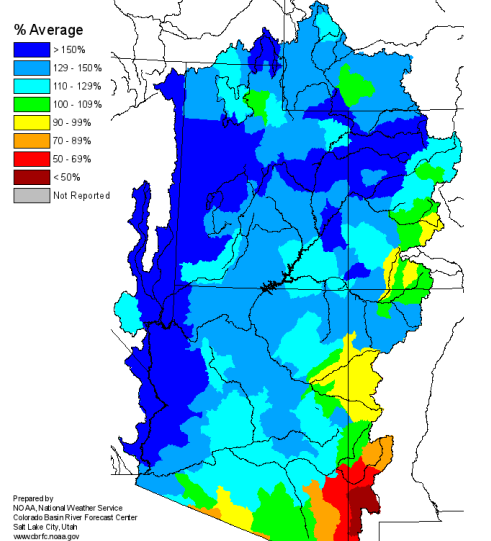 % Average
> 150%
129 - 150%
110 - 129%
100 - 109%
90 - 99%
70 - 89%
50 - 69%
< 50%
Not Reported
Prepared by
NOAA, National Weather Service
Colorado Basin River Forecast Center
Salt Lake City, Utah
www.cbrfc.noaa.gov